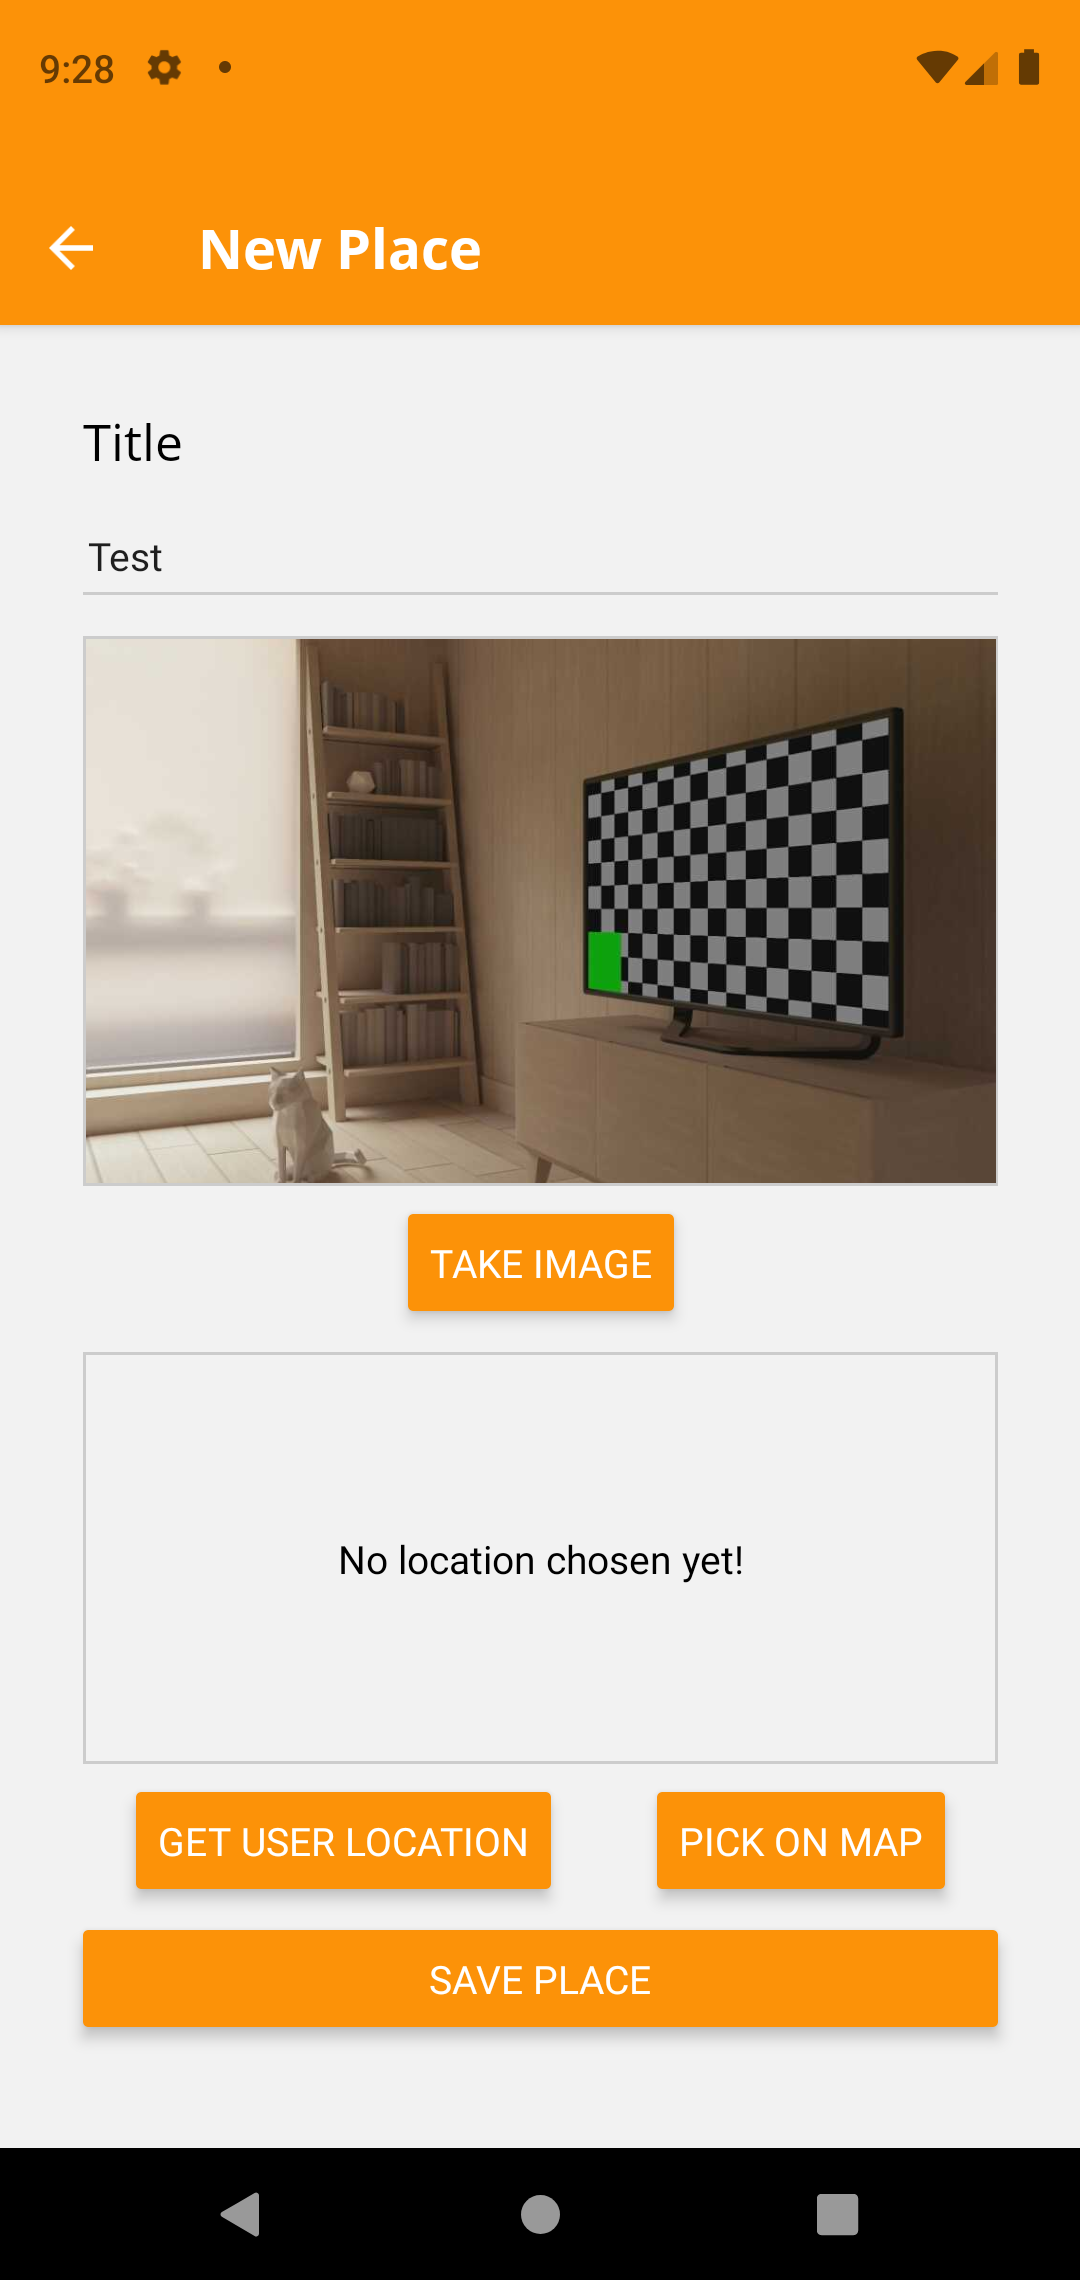 9:28
New Place
Title
Test
TAKE IMAGE
No location chosen yet!
GET USER LOCATION
PICK ON MAP
SAVE PLACE